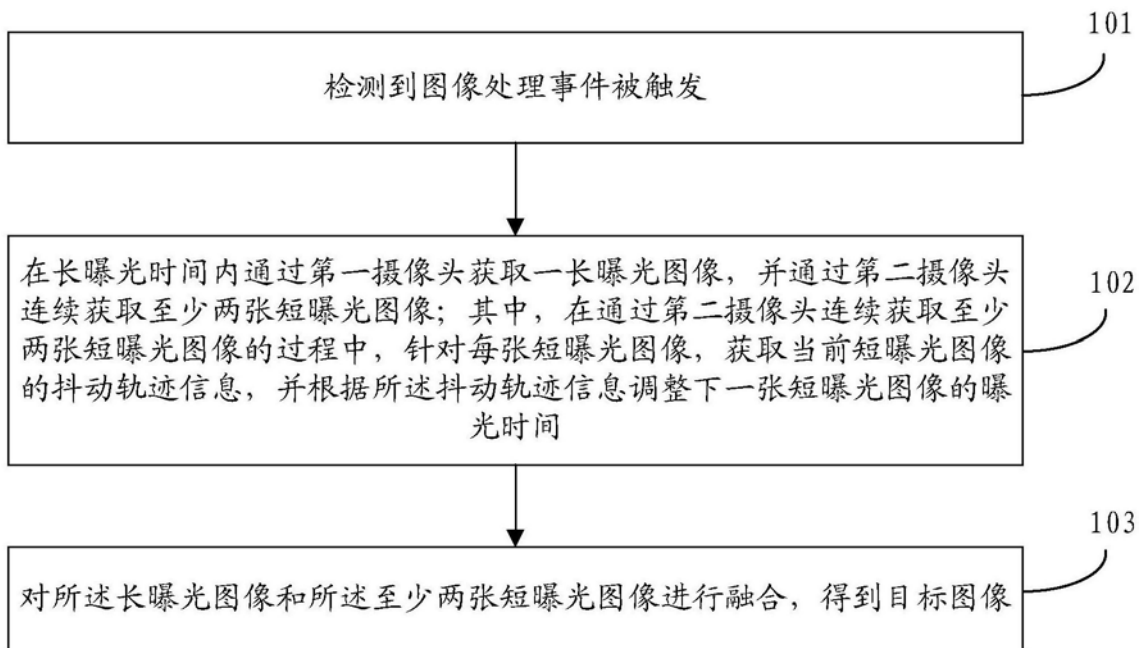 101
检测到图像处理事件被触发
在长曝光时间内通过第一摄像头获取一长曝光图像，并通过第二摄像头
连续获取至少两张短曝光图像；其中，在通过第二摄像头连续获取至少
两张短曝光图像的过程中，针对每张短曝光图像，获取当前短曝光图像
的抖动轨迹信息，并根据所述抖动轨迹信息调整下一张短曝光图像的曝
光时间
102
对所述长曝光图像和所述至少两张短曝光图像进行融合，得到目标图像
103